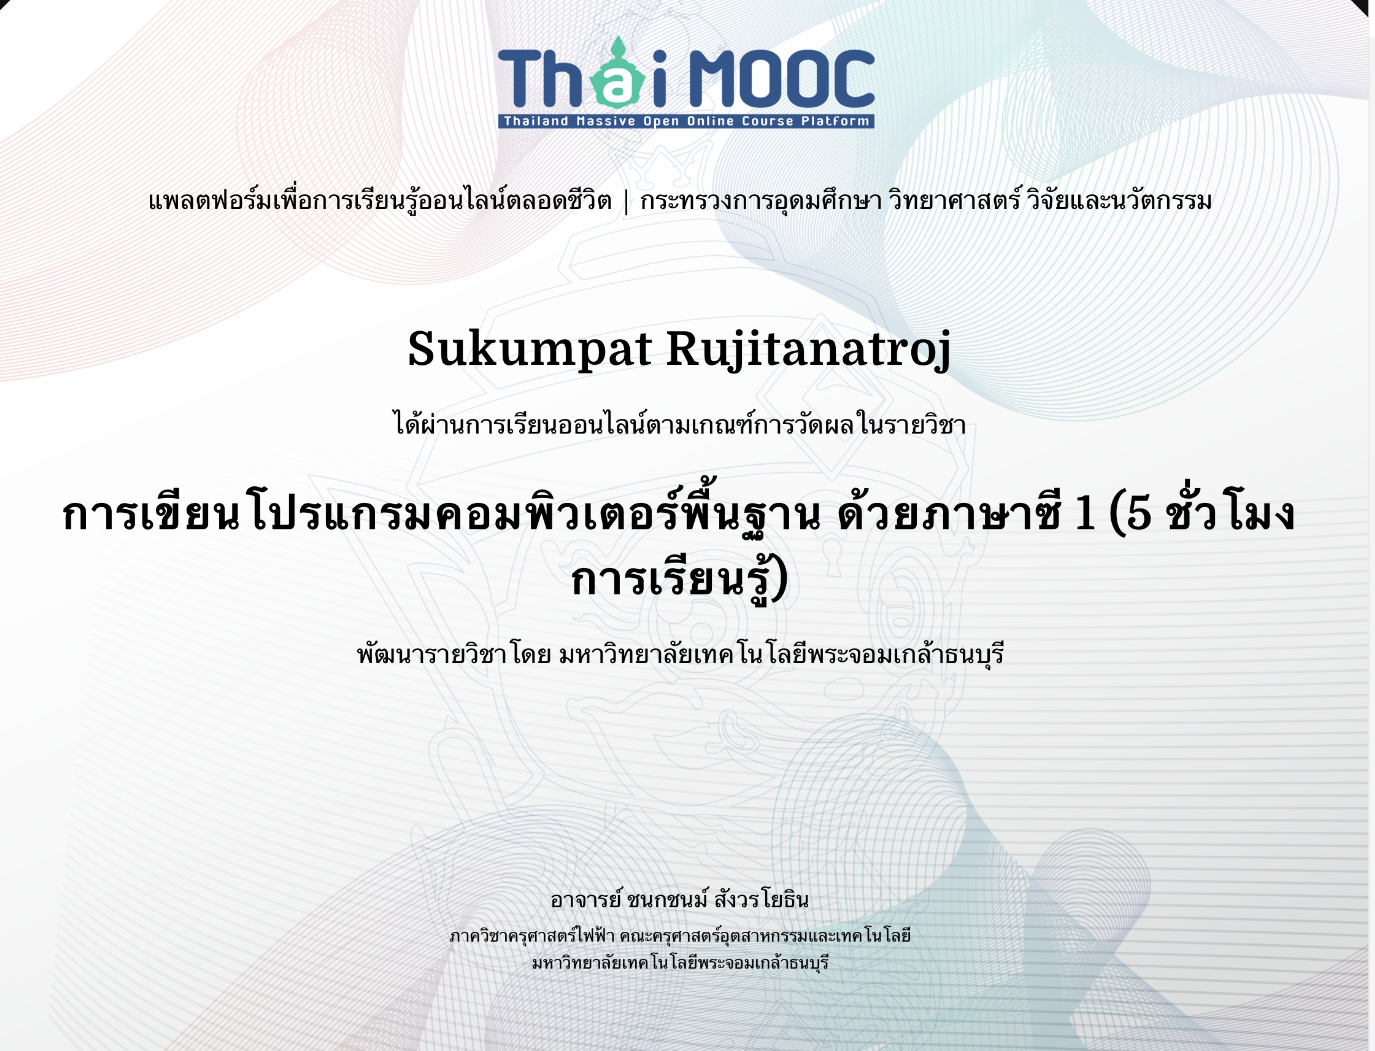 Thai MOOC
Thailand Massive Open Online Course Platform
แพลตฟอร์มเพื่อการเรียนรู้ออนไลน์ตลอดชีวิต | กระทรวงการอุดมศึกษา วิทยาศาสตร์ วิจัยและนวัตกรรม
Sukumpat Rujitanatroj
ได้ผ่านการเรียนออนไลน์ตามเกณฑ์การวัดผลในรายวิชา
การเขียนโปรแกรมคอมพิวเตอร์พื้นฐาน ด้วยภาษาซี 1 (5 ชั่วโมง
การเรียนรู้)
พัฒนารายวิชาโดย มหาวิทยาลัยเทคโนโลยีพระจอมเกล้าธนบุรี
อาจารย์ ชนกชนม์ สังวรโยธิน
ภาควิชาครุศาสตร์ไฟฟ้า คณะครุศาสตร์อุตสาหกรรมและเทคโนโลยี
มหาวิทยาลัยเทคโนโลยีพระจอมเกล้าธนบุรี